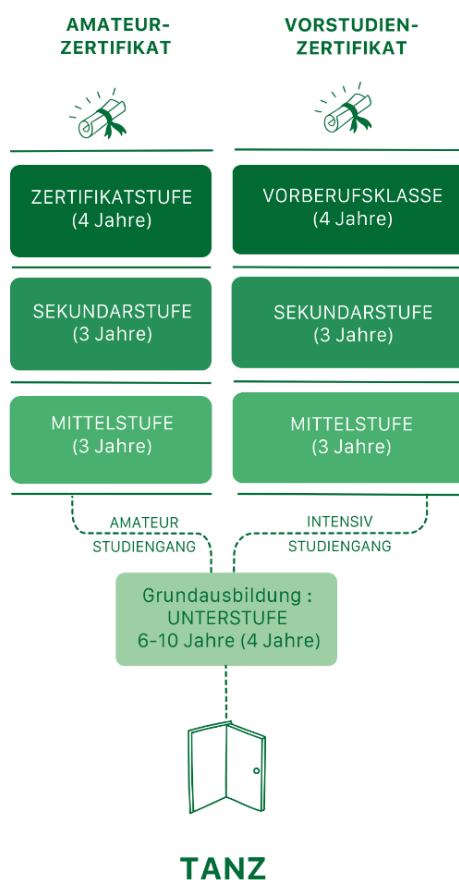 AMATEUR-
ZERTIFIKAT
VORSTUDIEN-
ZERTIFIKAT
ZERTIFIKATSTUFE
(4 Jahre)
VORBERUFSKLASSE
(4 Jahre)
SEKUNDARSTUFE
(3 Jahre)
SEKUNDARSTUFE
(3 Jahre)
MITTELSTUFE
(3 Jahre)
MITTELSTUFE
(3 Jahre)
AMATEUR
STUDIENGANG
INTENSIV
STUDIENGANG
Grundausbildung :
UNTERSTUFE
6-10 Jahre (4 Jahre)
TANZ